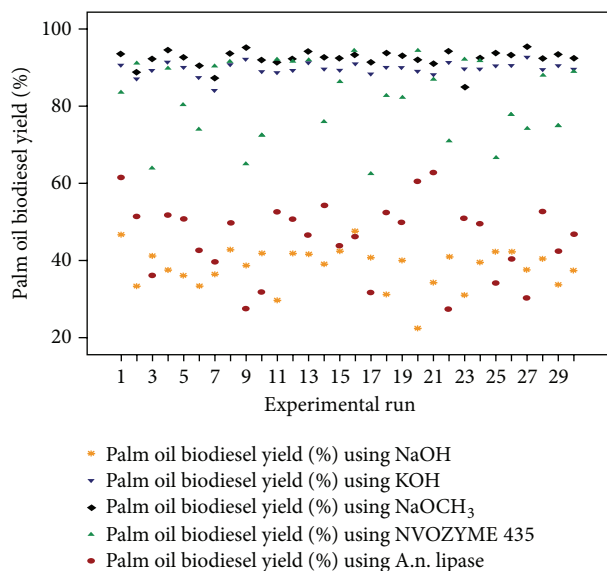 Palm oil biodiesel yield (%)
100
80
60
40
20
1 3 5 7 9 11 13 15 17 19 21 23 25 27 29
Experimental run
Palm oil biodiesel yield (%) using NaOH
Palm oil biodiesel yield (%) using KOH
Palm oil biodiesel yield (%) using NaOCH₃
Palm oil biodiesel yield (%) using NVOZYME 435
Palm oil biodiesel yield (%) using A.n. lipase